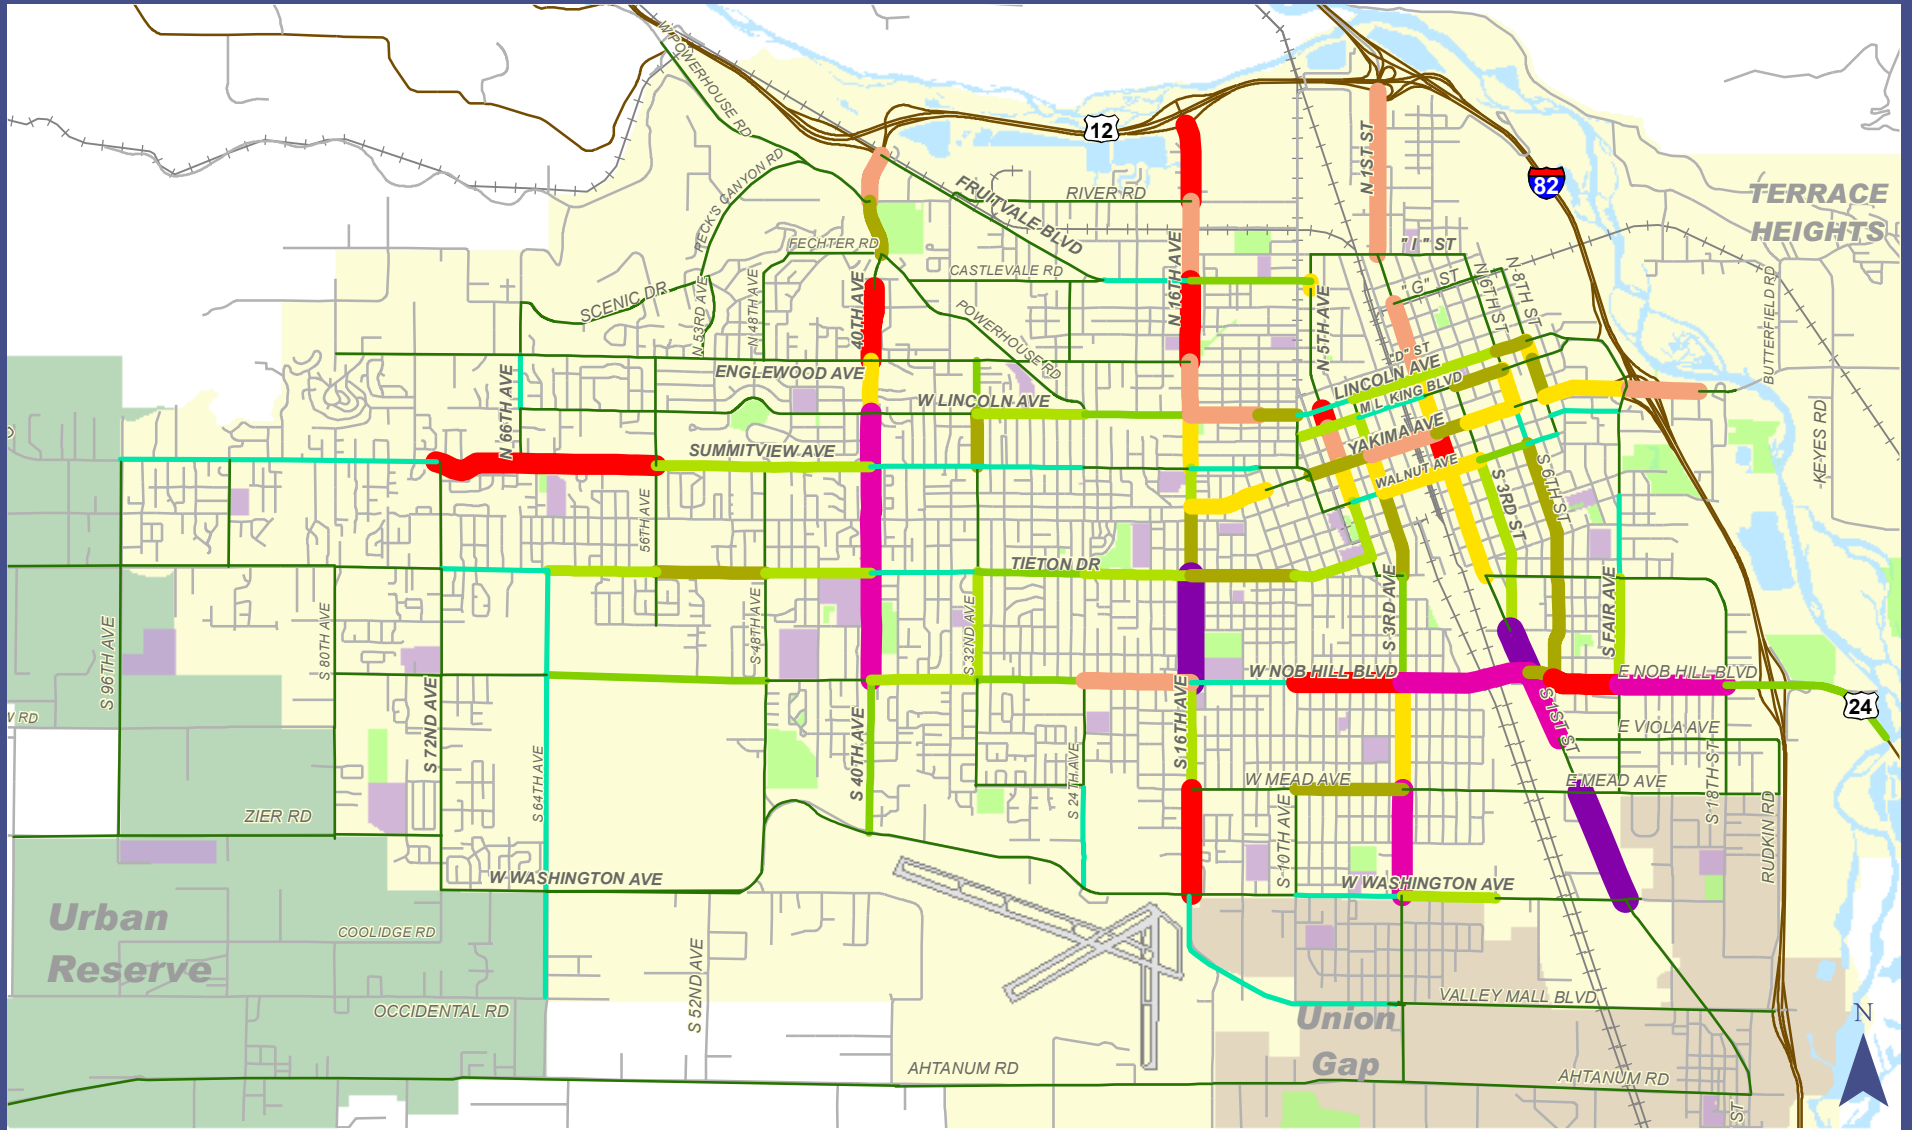 W POWERHOUSE RD
12
N 1ST ST
82
TERRACE
HEIGHTS
PECK'S CANYON RD
FRUITVALE BLVD
RIVER RD
FECHTER RD
CASTLEVALE RD
N 16TH AVE
"I" ST
"G" ST
N 6TH ST
N 8TH ST
BUTTERFIELD RD
SCENIC DR
N 53RD AVE
N 48TH AVE
40TH AVE
POWERHOUSE RD
N 5TH AVE
"D" ST
LINCOLN AVE
M L KING BLVD
ENGLEWOOD AVE
N 66TH AVE
W LINCOLN AVE
YAKIMA AVE
KEYES RD
SUMMITVIEW AVE
WALNUT AVE
S 3RD ST
S 6TH ST
56TH AVE
TIETON DR
S 96TH AVE
S 80TH AVE
S 48TH AVE
S 32ND AVE
S 3RD AVE
S FAIR AVE
W NOB HILL BLVD
E NOB HILL BLVD
W RD
S 72ND AVE
S 64TH AVE
S 40TH AVE
S 24TH AVE
S 16TH AVE
S 1ST ST
24
E VIOLA AVE
W MEAD AVE
E MEAD AVE
S 18TH ST
RUDKIN RD
ZIER RD
S 10TH AVE
W WASHINGTON AVE
W WASHINGTON AVE
Urban
Reserve
COOLIDGE RD
OCCIDENTAL RD
S 52ND AVE
VALLEY MALL BLVD
Union
Gap
N
AHTANUM RD
AHTANUM RD
ST